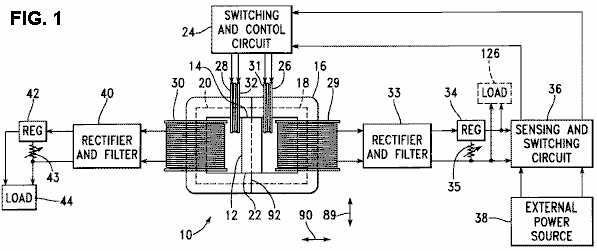 FIG. 1
SWITCHING
AND CONTOL
CIRCUIT
24
28
32
31
26
16
14
20
18
30
29
42
40
33
34
126
36
REG
RECTIFIER
AND FILTER
43
LOAD
44
RECTIFIER
AND FILTER
REG
35
LOAD
SENSING AND
SWITCHING
CIRCUIT
10
12
22
92
90
89
38
EXTERNAL
POWER
SOURCE